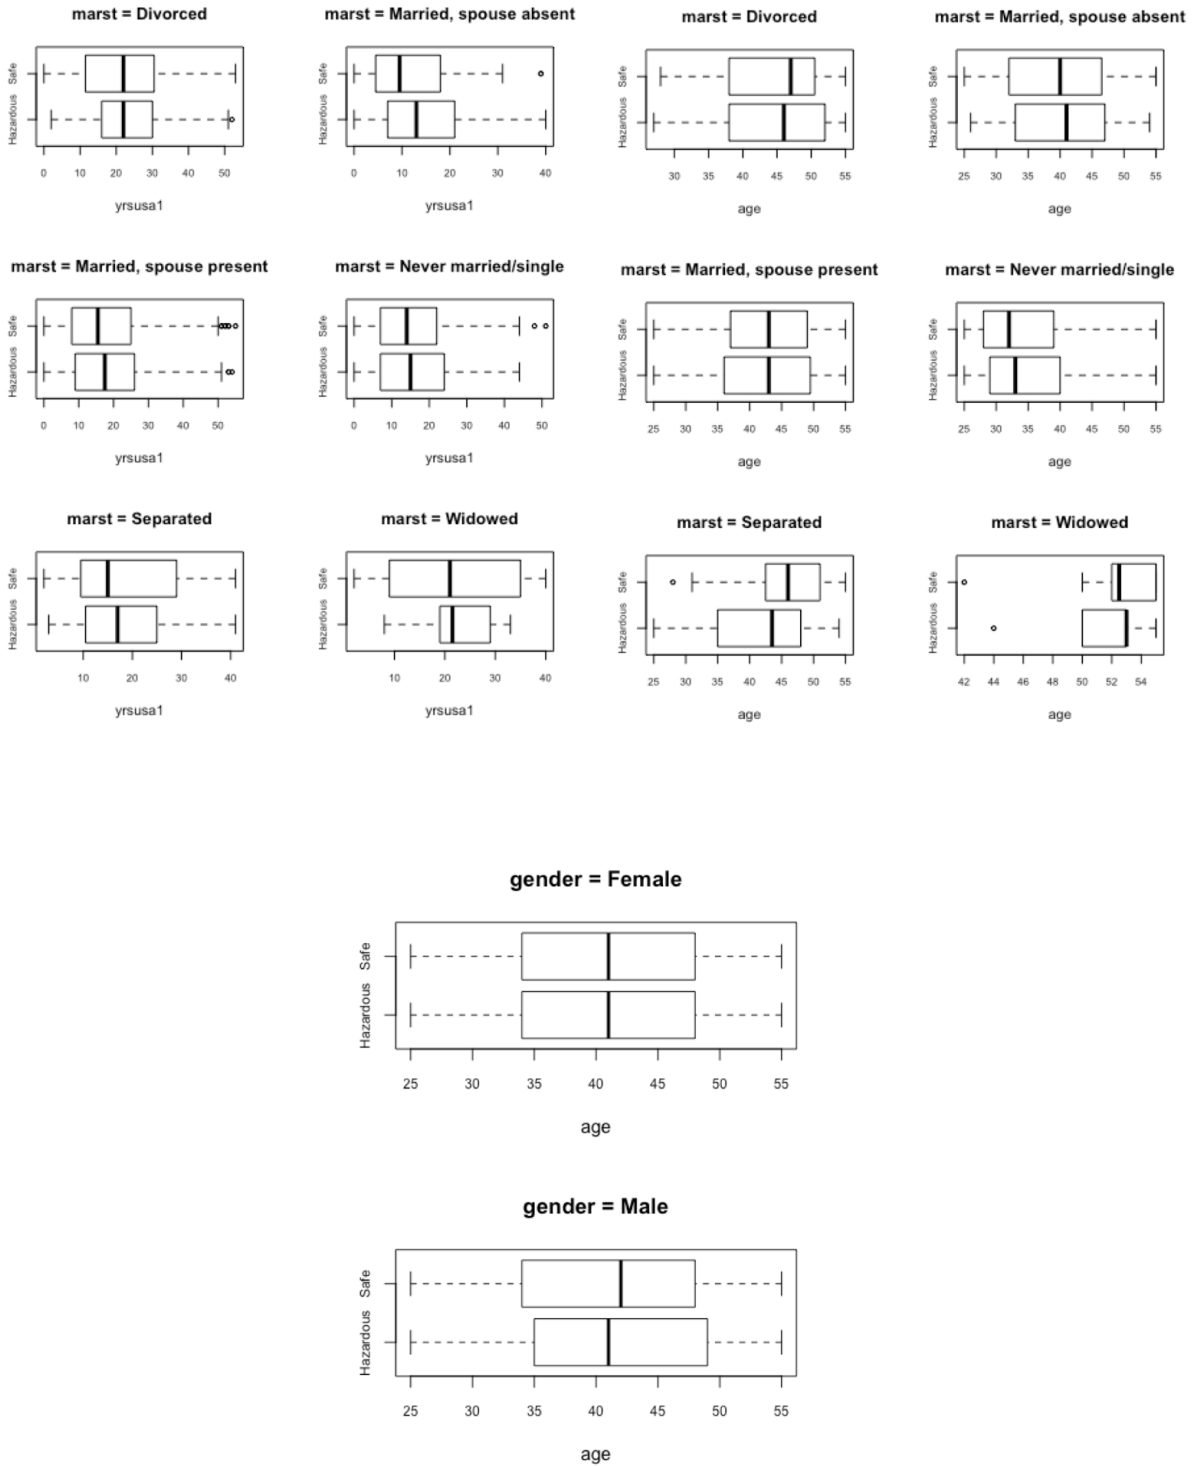 marst = Divorced
Safe
Hazardous
0 10 20 30 40 50
yrsusa1
marst = Married, spouse absent
Safe
Hazardous
0 10 20 30 40
yrsusa1
marst = Divorced
Safe
Hazardous
30 35 40 45 50 55
age
marst = Married, spouse absent
Safe
Hazardous
25 30 35 40 45 50 55
age
marst = Married, spouse present
Safe
Hazardous
0 10 20 30 40 50
yrsusa1
marst = Never married/single
Safe
Hazardous
0 10 20 30 40 50
yrsusa1
marst = Married, spouse present
Safe
Hazardous
25 30 35 40 45 50 55
age
marst = Never married/single
Safe
Hazardous
25 30 35 40 45 50 55
age
marst = Separated
Safe
Hazardous
10 20 30 40
yrsusa1
marst = Widowed
Safe
Hazardous
10 20 30 40
yrsusa1
marst = Separated
Safe
Hazardous
25 30 35 40 45 50 55
age
marst = Widowed
Safe
Hazardous
42 44 46 48 50 52 54
age
gender = Female
Safe
Hazardous
25 30 35 40 45 50 55
age
gender = Male
Safe
Hazardous
25 30 35 40 45 50 55
age